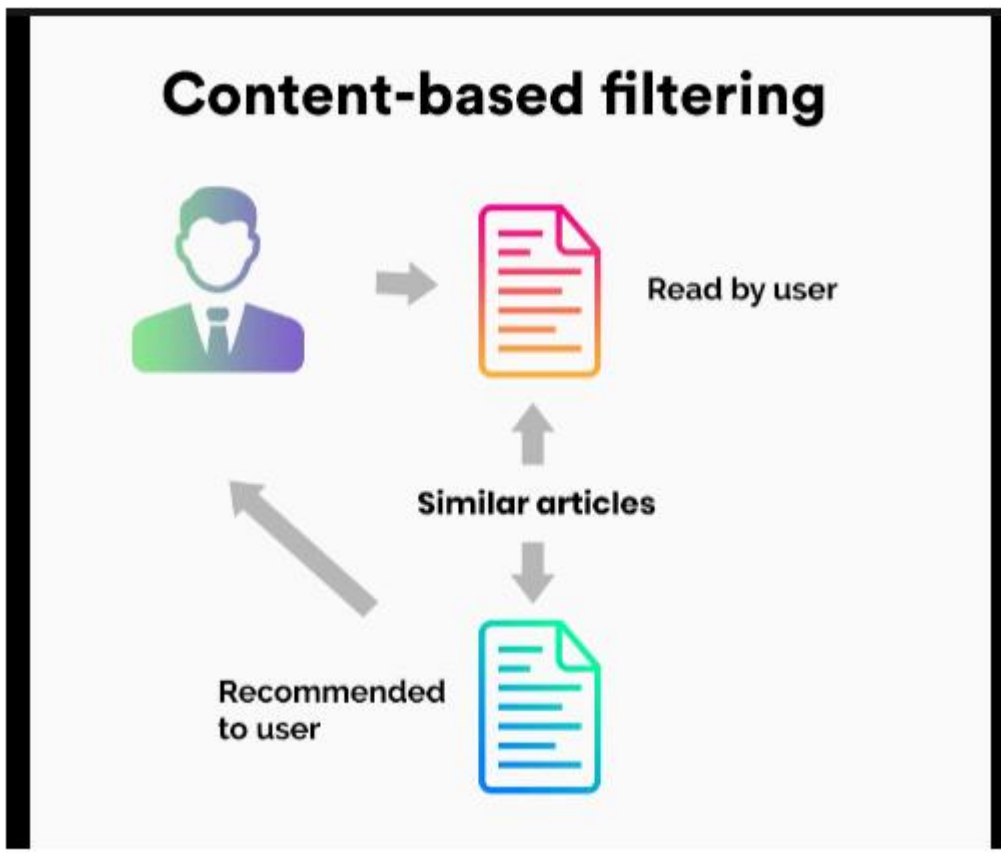 Content-based filtering
Read by user
Similar articles
Recommended
to user